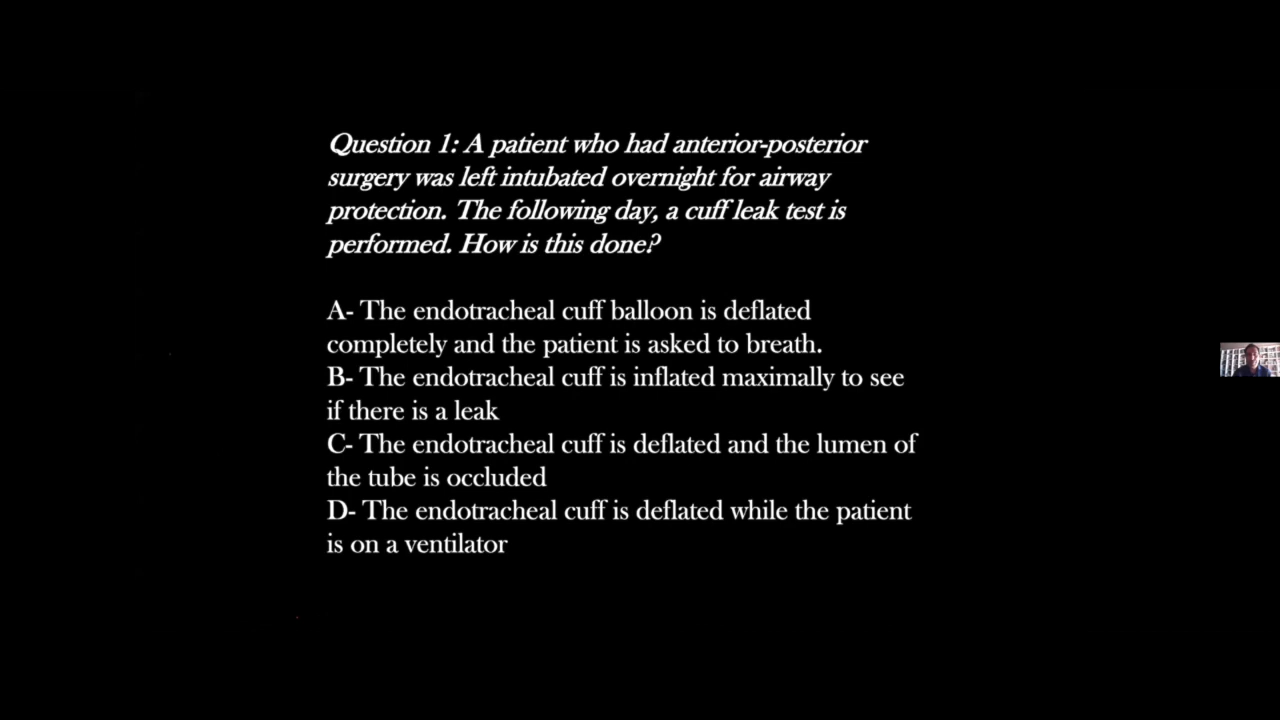 Question 1: A patient who had anterior-posterior
surgery was left intubated overnight for airway
protection. The following day, a cuff leak test is
performed. How is this done?
A- The endotracheal cuff balloon is deflated
completely and the patient is asked to breath.
B- The endotracheal cuff is inflated maximally to see
if there is a leak
C- The endotracheal cuff is deflated and the lumen of
the tube is occluded
D- The endotracheal cuff is deflated while the patient
is on a ventilator